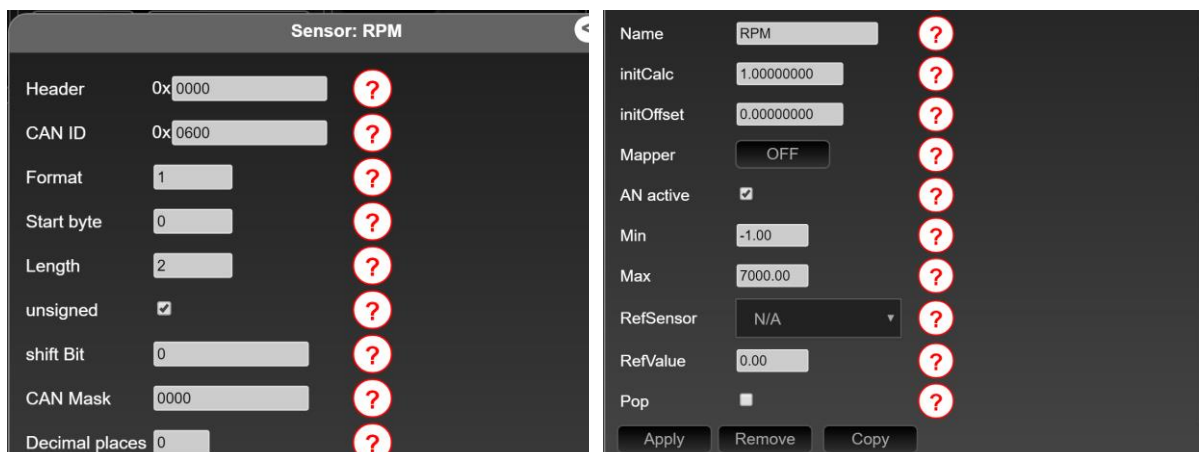 Sensor: RPM
<
Header 0x 0000 ?
CAN ID 0x 0600 ?
Format 1 ?
Start byte 0 ?
Length 2 ?
unsigned ?
shift Bit 0 ?
CAN Mask 0000 ?
Decimal places 0 ?
Name RPM ?
initCalc 1.00000000 ?
initOffset 0.00000000 ?
Mapper OFF ?
AN active ?
Min -1.00 ?
Max 7000.00 ?
RefSensor N/A ?
RefValue 0.00 ?
Pop ?
Apply Remove Copy